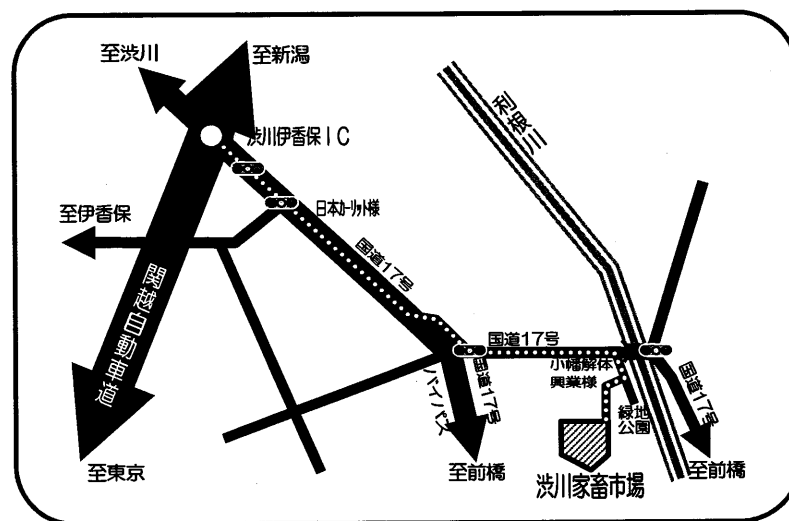 至渋川
至新潟
利根川
渋川伊香保IC
日本カーリット様
至伊香保
国道17号
関越自動車道
国道17号
小幡解体
興業様
国道17号
バイパス
国道17号
緑地
公園
至東京
至前橋
渋川家畜市場
至前橋